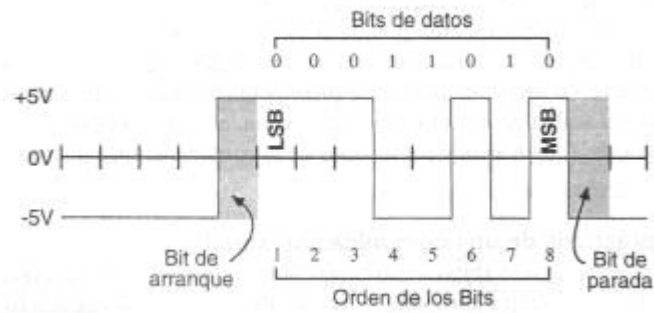 Bits de datos
0 0 0 1 1 0 1 0
+5V
LSB
MSB
0V
-5V
Bit de arranque
1 2 3 4 5 6 7 8
Bit de parada
Orden de los Bits